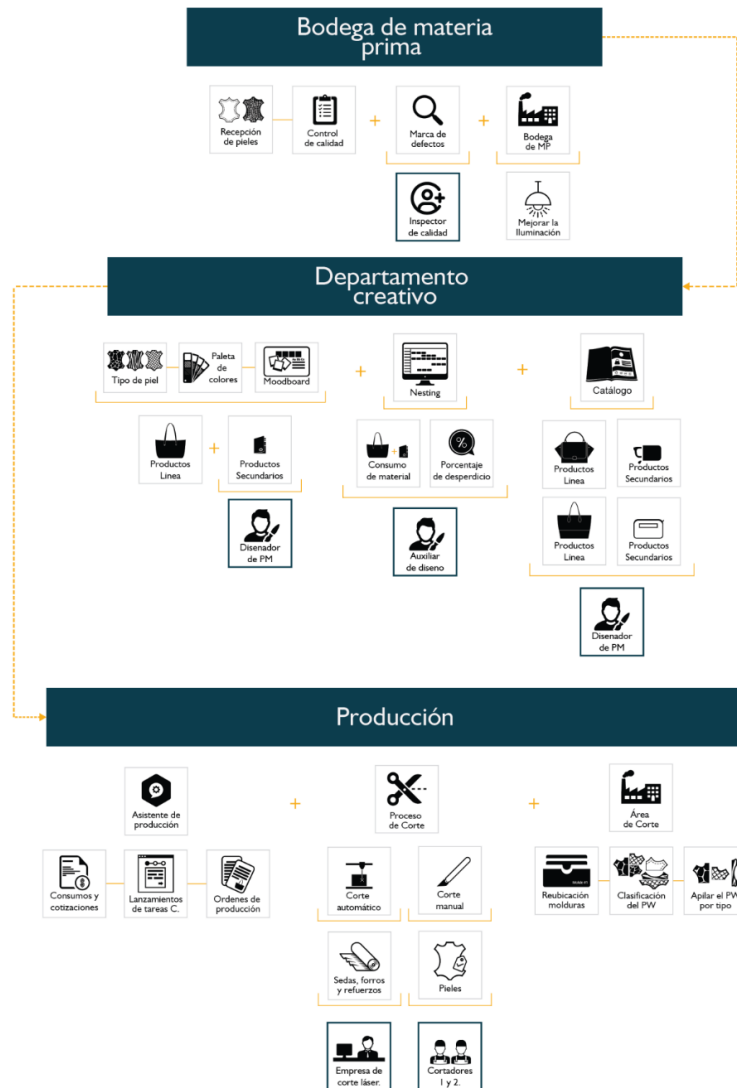 Bodega de materia
prima
Recepción
de pieles
Control
de calidad
+
Marca de
defectos
+
Bodega
de MP
Inspector
de calidad
Mejorar la
Iluminación
Departamento
creativo
Tipo de piel
Paleta
de
colores
Moodboard
+
Nesting
+
Catálogo
Productos
Linea
+
Productos
Secundarios
Consumo
de material
%
Porcentaje
de desperdicio
Productos
Linea
Productos
Secundarios
Disenador
de PM
Auxiliar
de diseno
Productos
Linea
Productos
Secundarios
Disenador
de PM
Producción
Asistente de
producción
+
Proceso
de Corte
+
Área
de Corte
Consumos y
cotizaciones
Lanzamientos
de tareas C.
Ordenes de
producción
Corte
automático
Corte
manual
Reubicación
molduras
Clasificación
del PW
Apilar el PW
por tipo
Sedas, forros
y refuerzos
Pieles
Empresa de
corte láser.
Cortadores
1 y 2.